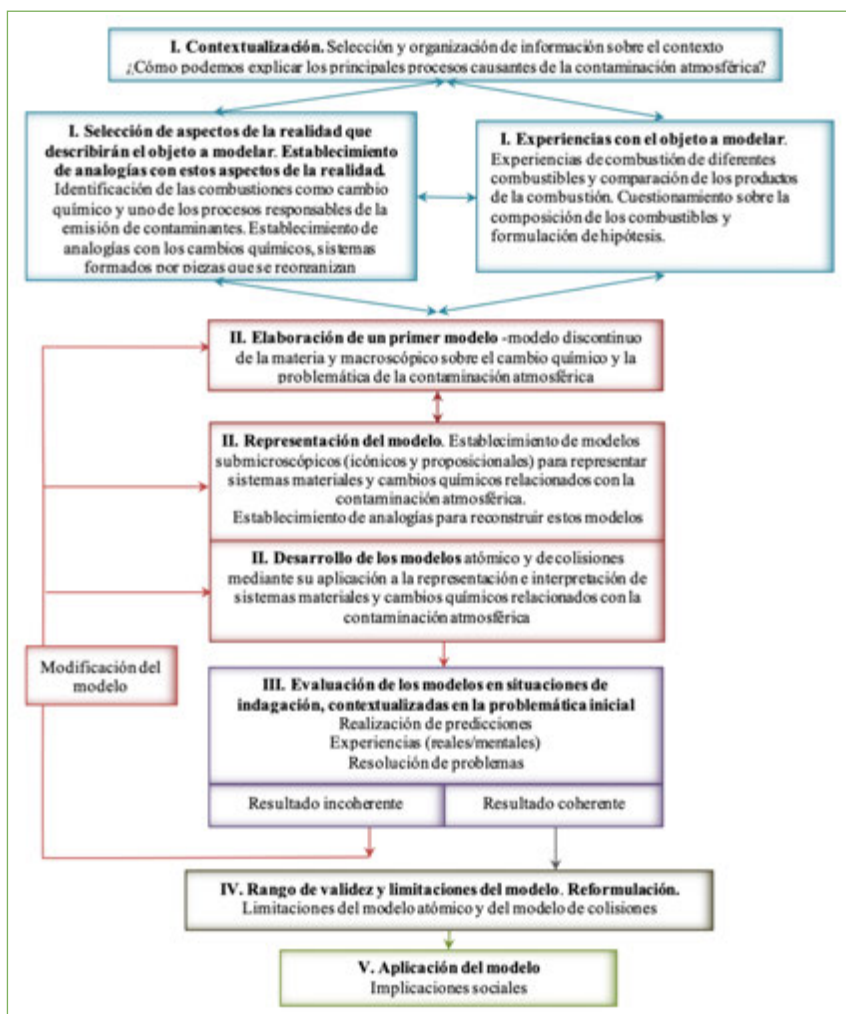 I. Contextualización. Selección y organización de información sobre el contexto
¿Cómo podemos explicar los principales procesos causantes de la contaminación atmosférica?
I. Selección de aspectos de la realidad que
describirán el objeto a modelar. Establecimiento
de analogías con estos aspectos de la realidad.
Identificación de las combustiones como cambio
químico y uno de los procesos responsables de la
emisión de contaminantes. Establecimiento de
analogías con los cambios químicos, sistemas
formados por piezas que se reorganizan
I. Experiencias con el objeto a modelar.
Experiencias de combustión de diferentes
combustibles y comparación de los productos
de la combustión. Cuestionamiento sobre la
composición de los combustibles y
formulación de hipótesis.
II. Elaboración de un primer modelo -modelo discontinuo
de la materia y macroscópico sobre el cambio químico y la
problemática de la contaminación atmosférica
II. Representación del modelo. Establecimiento de modelos
submicroscópicos (icónicos y proposicionales) para representar
sistemas materiales y cambios químicos relacionados con la
contaminación atmosférica.
Establecimiento de analogías para reconstruir estos modelos
II. Desarrollo de los modelos atómico y de colisiones
mediante su aplicación a la representación e interpretación de
sistemas materiales y cambios químicos relacionados con la
contaminación atmosférica
Modificación del
modelo
III. Evaluación de los modelos en situaciones de
indagación, contextualizadas en la problemática inicial
Realización de predicciones
Experiencias (reales/mentales)
Resolución de problemas
Resultado incoherente
Resultado coherente
IV. Rango de validez y limitaciones del modelo. Reformulación.
Limitaciones del modelo atómico y del modelo de colisiones
V. Aplicación del modelo
Implicaciones sociales